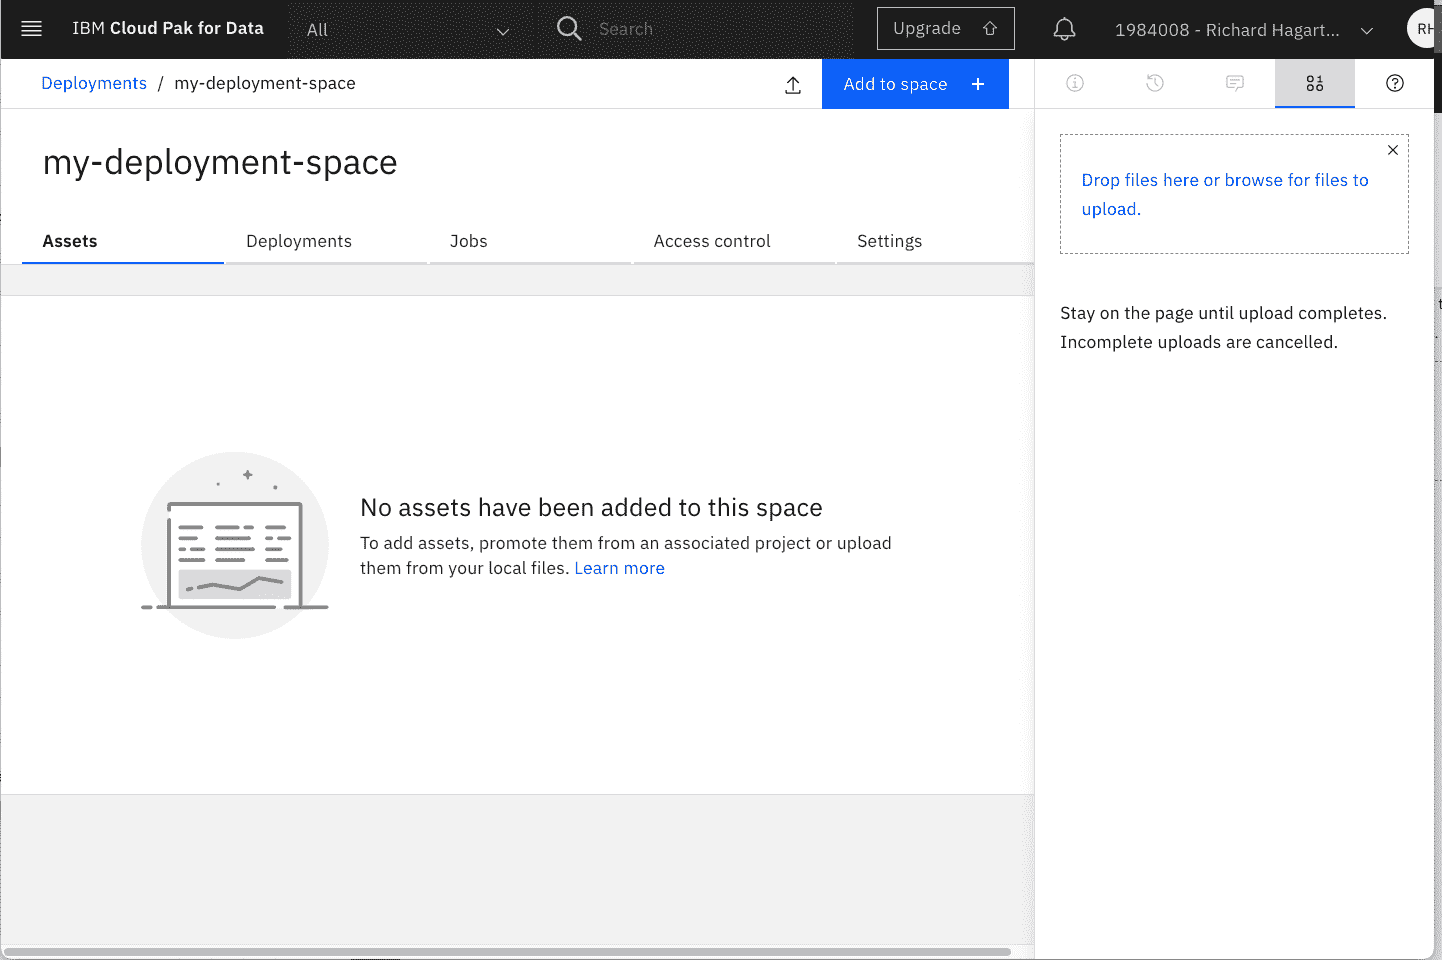 IBM Cloud Pak for Data
All
Search
Upgrade
1984008 - Richard Hagart...
RH
Deployments / my-deployment-space
Add to space +
my-deployment-space
Assets
Deployments
Jobs
Access control
Settings
Drop files here or browse for files to
upload.
Stay on the page until upload completes.
Incomplete uploads are cancelled.
No assets have been added to this space
To add assets, promote them from an associated project or upload
them from your local files. Learn more